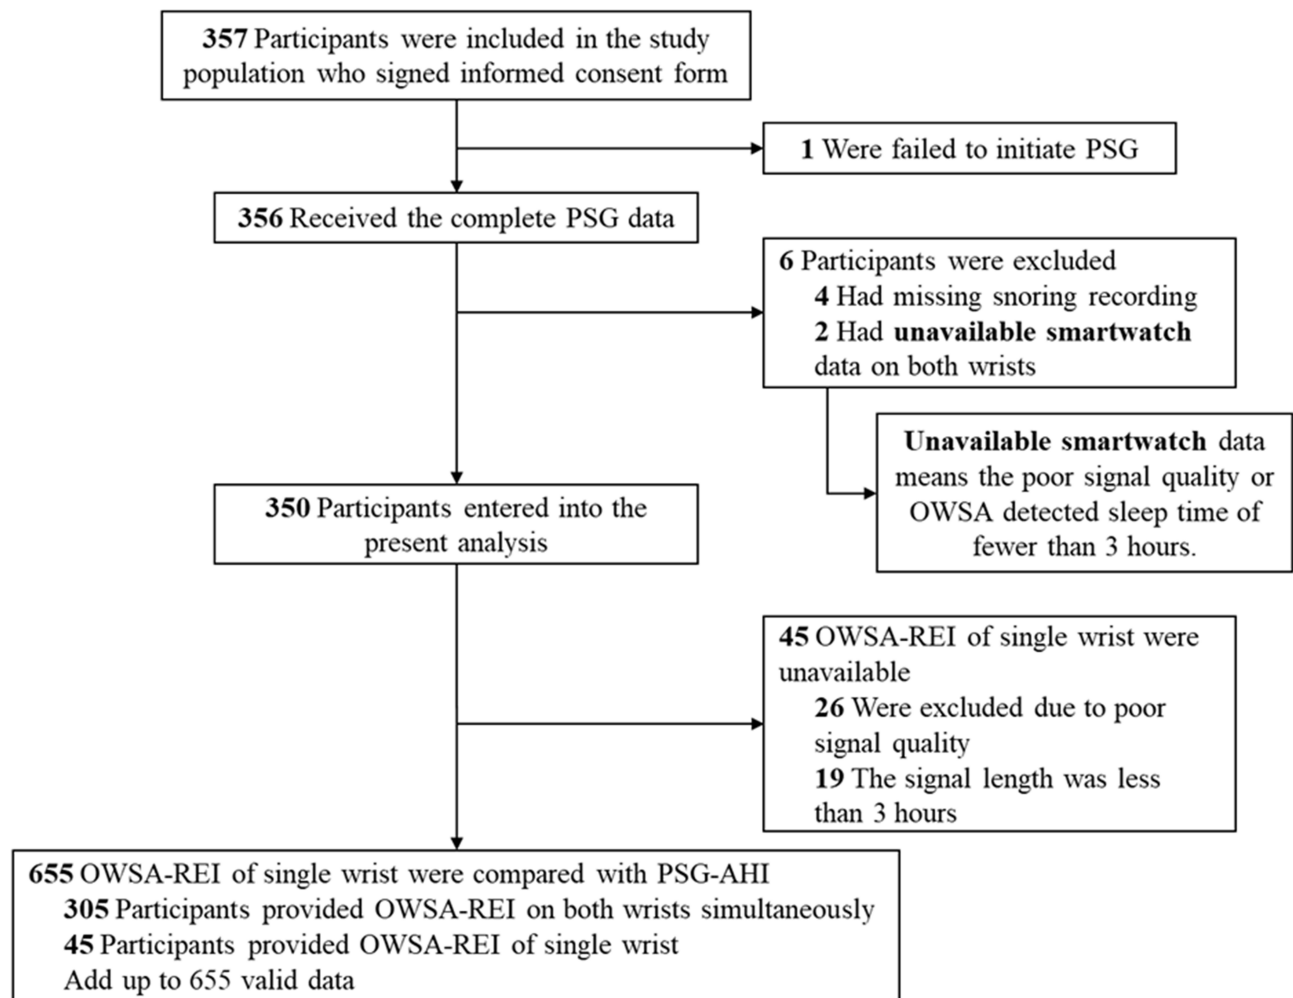 357 Participants were included in the study
population who signed informed consent form
1 Were failed to initiate PSG
356 Received the complete PSG data
6 Participants were excluded
4 Had missing snoring recording
2 Had unavailable smartwatch
data on both wrists
Unavailable smartwatch data
means the poor signal quality or
OWSA detected sleep time of
fewer than 3 hours.
350 Participants entered into the
present analysis
45 OWSA-REI of single wrist were
unavailable
26 Were excluded due to poor
signal quality
19 The signal length was less
than 3 hours
655 OWSA-REI of single wrist were compared with PSG-AHI
305 Participants provided OWSA-REI on both wrists simultaneously
45 Participants provided OWSA-REI of single wrist
Add up to 655 valid data